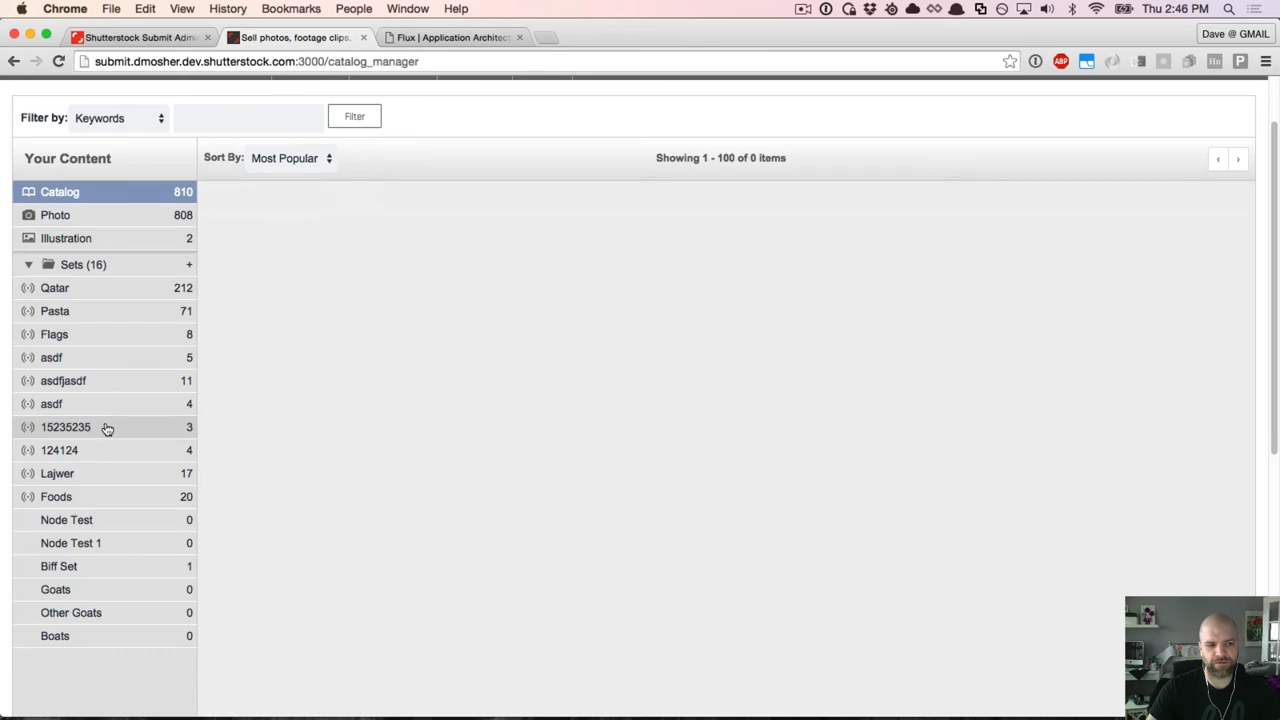 Chrome File Edit View History Bookmarks People Window Help Thu 2:46 PM
Shutterstock Submit Admi Sell photos, footage clips, Flux | Application Architect Dave @ GMAIL
submit.dmosher.dev.shutterstock.com:3000/catalog_manager
Filter by: Keywords Filter
Your Content Sort By: Most Popular Showing 1 - 100 of 0 items
Catalog 810
Photo 808
Illustration 2
Sets (16) +
Qatar 212
Pasta 71
Flags 8
asdf 5
asdfjasdf 11
asdf 4
15235235 3
124124 4
Lajwer 17
Foods 20
Node Test 0
Node Test 1 0
Biff Set 1
Goats 0
Other Goats 0
Boats 0